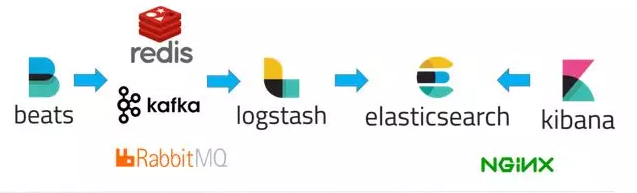 redis
beats
kafka
logstash
elasticsearch
kibana
RabbitMQ
NGINX